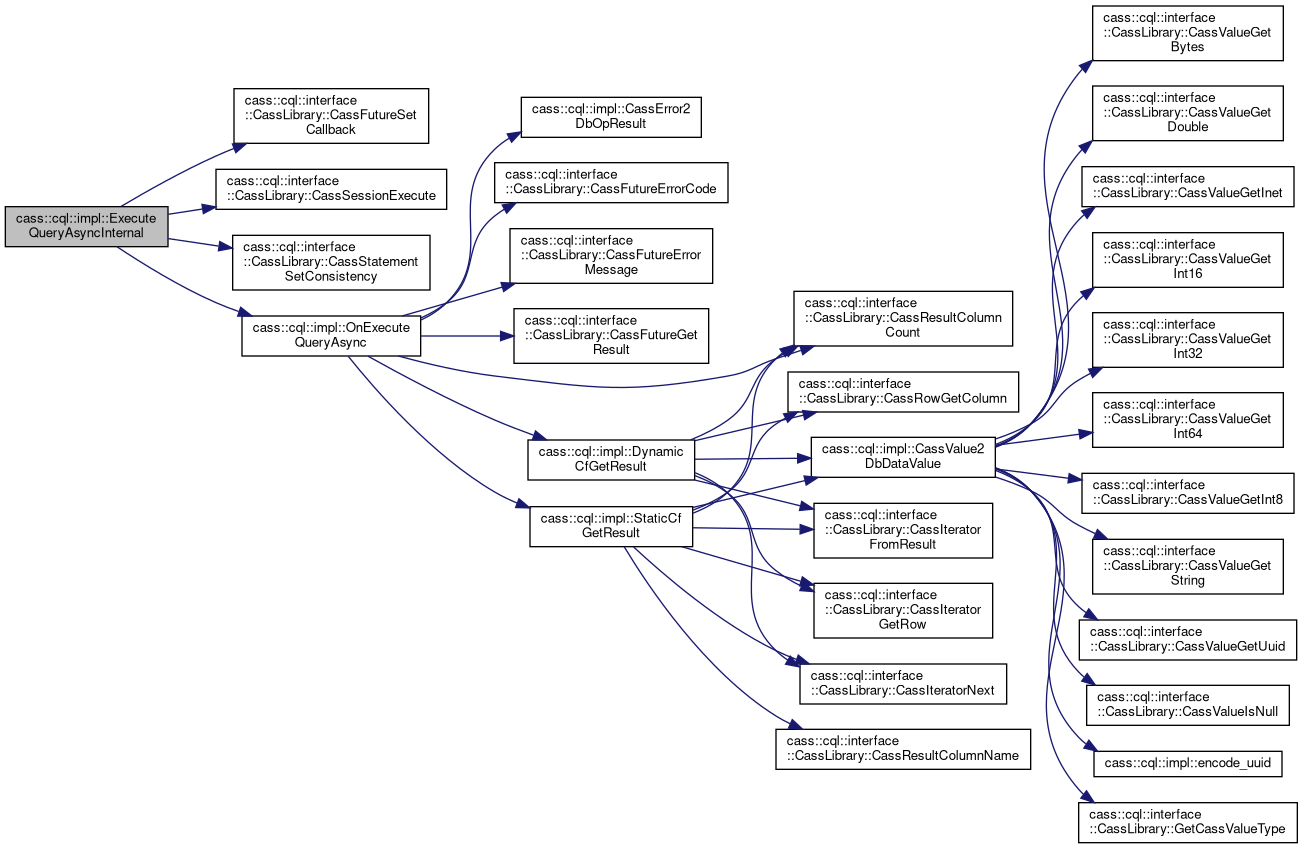 cass::cql::impl::Execute
QueryAsyncInternal
cass::cql::interface
::CassLibrary::CassFutureSet
Callback
cass::cql::interface
::CassLibrary::CassSessionExecute
cass::cql::interface
::CassLibrary::CassStatement
SetConsistency
cass::cql::impl::OnExecute
QueryAsync
cass::cql::impl::CassError2
DbOpResult
cass::cql::interface
::CassLibrary::CassFutureErrorCode
cass::cql::interface
::CassLibrary::CassFutureError
Message
cass::cql::interface
::CassLibrary::CassFutureGet
Result
cass::cql::impl::Dynamic
CfGetResult
cass::cql::impl::StaticCf
GetResult
cass::cql::interface
::CassLibrary::CassResultColumn
Count
cass::cql::interface
::CassLibrary::CassRowGetColumn
cass::cql::impl::CassValue2
DbDataValue
cass::cql::interface
::CassLibrary::CassIterator
FromResult
cass::cql::interface
::CassLibrary::CassIterator
GetRow
cass::cql::interface
::CassLibrary::CassIteratorNext
cass::cql::interface
::CassLibrary::CassResultColumnName
cass::cql::interface
::CassLibrary::CassValueGet
Bytes
cass::cql::interface
::CassLibrary::CassValueGet
Double
cass::cql::interface
::CassLibrary::CassValueGetInet
cass::cql::interface
::CassLibrary::CassValueGet
Int16
cass::cql::interface
::CassLibrary::CassValueGet
Int32
cass::cql::interface
::CassLibrary::CassValueGet
Int64
cass::cql::interface
::CassLibrary::CassValueGetInt8
cass::cql::interface
::CassLibrary::CassValueGet
String
cass::cql::interface
::CassLibrary::CassValueGetUuid
cass::cql::interface
::CassLibrary::CassValueIsNull
cass::cql::impl::encode_uuid
cass::cql::interface
::CassLibrary::GetCassValueType